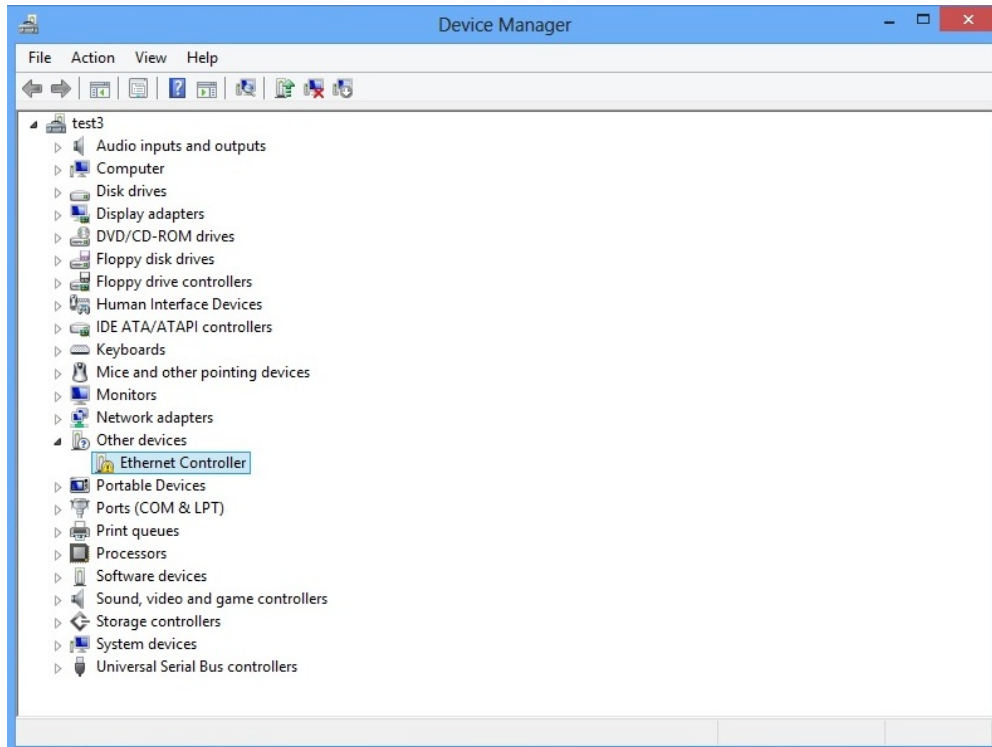 Device Manager
File Action View Help
test3
Audio inputs and outputs
Computer
Disk drives
Display adapters
DVD/CD-ROM drives
Floppy disk drives
Floppy drive controllers
Human Interface Devices
IDE ATA/ATAPI controllers
Keyboards
Mice and other pointing devices
Monitors
Network adapters
Other devices
Ethernet Controller
Portable Devices
Ports (COM & LPT)
Print queues
Processors
Software devices
Sound, video and game controllers
Storage controllers
System devices
Universal Serial Bus controllers